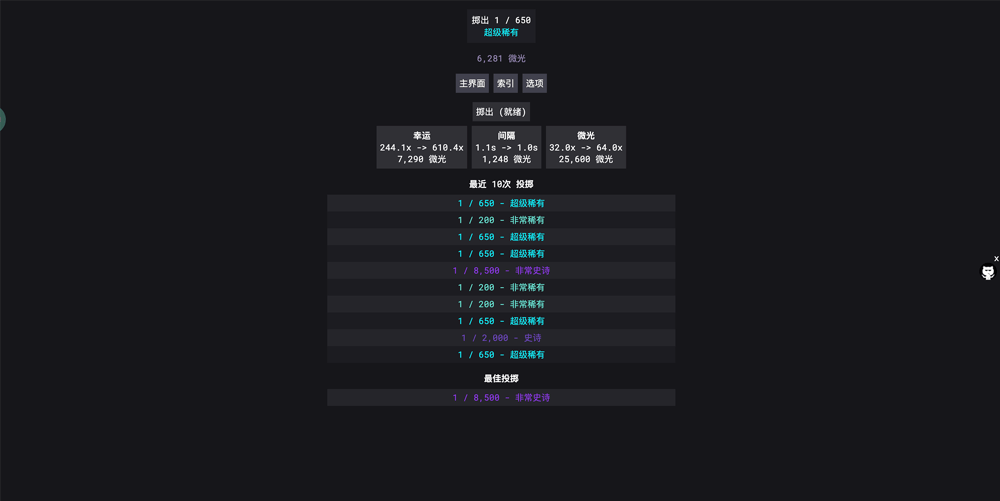 掷出 1 / 650
超级稀有
6,281 微光
主界面 索引 选项
掷出 (就绪)
幸运 间隔 微光
244.1x -> 610.4x 1.1s -> 1.0s 32.0x -> 64.0x
7,290 微光 1,248 微光 25,600 微光
最近 10次 投掷
1 / 650 - 超级稀有
1 / 200 - 非常稀有
1 / 650 - 超级稀有
1 / 650 - 超级稀有
1 / 8,500 - 非常史诗
1 / 200 - 非常稀有
1 / 200 - 非常稀有
1 / 650 - 超级稀有
1 / 2,000 - 史诗
1 / 650 - 超级稀有
最佳投掷
1 / 8,500 - 非常史诗
x